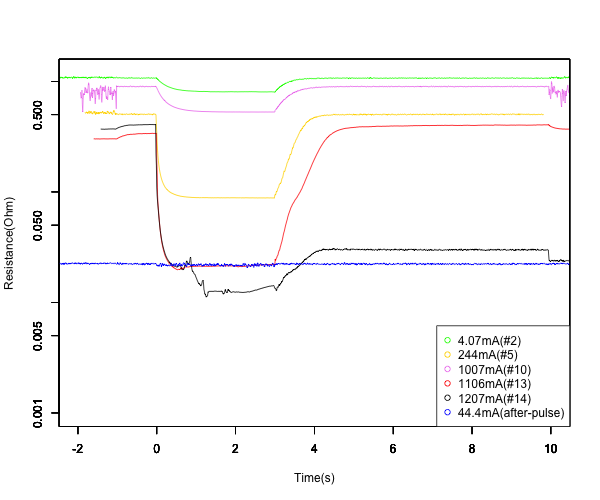 0.500
0.050
0.005
0.001
Resistance(Ohm)
-2 0 2 4 6 8 10
Time(s)
4.07mA(#2)
244mA(#5)
1007mA(#10)
1106mA(#13)
1207mA(#14)
44.4mA(after-pulse)